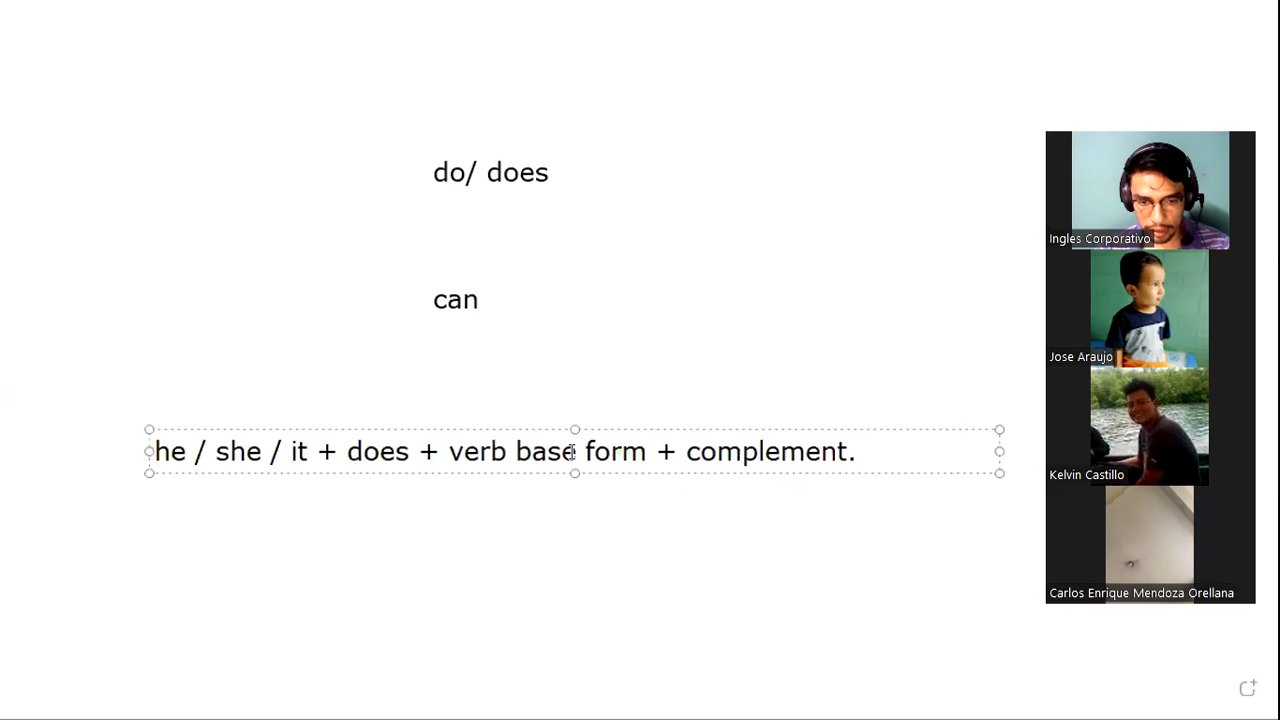 do/ does
can
he / she / it + does + verb base form + complement.
Ingles Corporativo
Jose Araujo
Kelvin Castillo
Carlos Enrique Mendoza Orellana